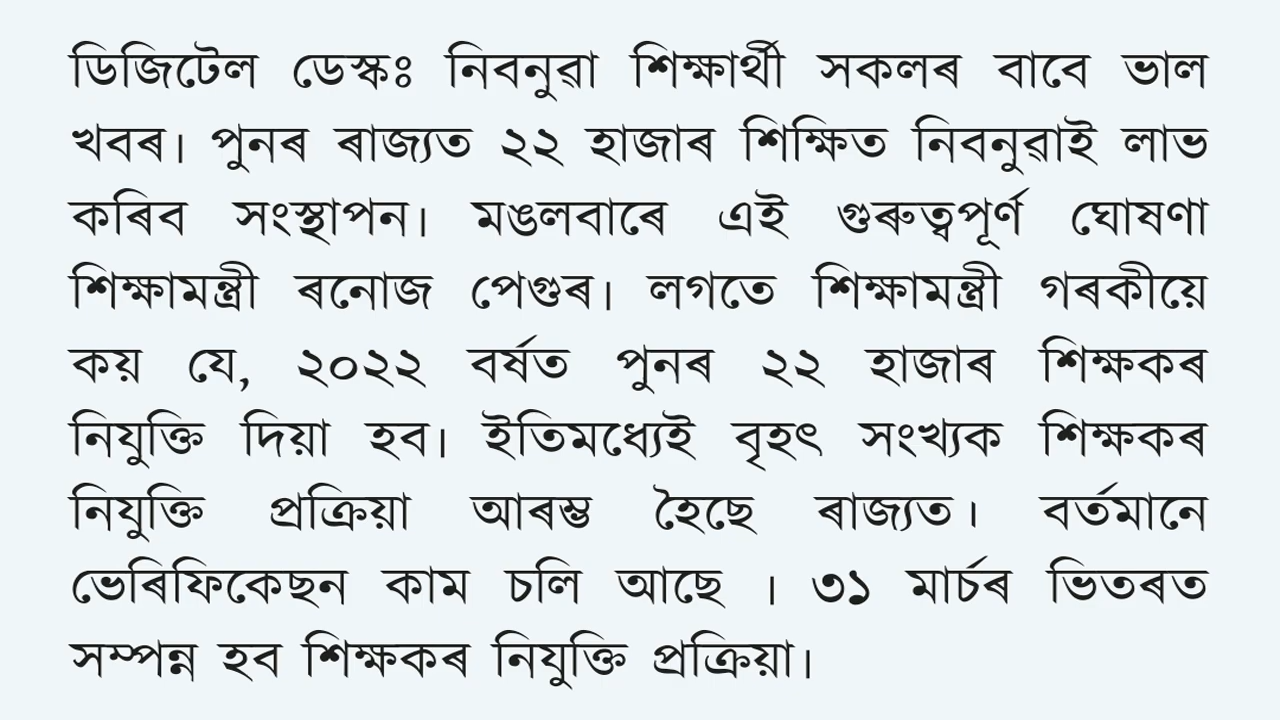 ডিজিটেল ডেস্কঃ নিবনুৱা শিক্ষাৰ্থী সকলৰ বাবে ভাল
খবৰ। পুনৰ ৰাজ্যত ২২ হাজাৰ শিক্ষিত নিবনুৱাই লাভ
কৰিব সংস্থাপন। মঙলবাৰে এই গুৰুত্বপূৰ্ণ ঘোষণা
শিক্ষামন্ত্ৰী ৰনোজ পেগুৰ। লগতে শিক্ষামন্ত্ৰী গৰকীয়ে
কয় যে, ২০২২ বৰ্ষত পুনৰ ২২ হাজাৰ শিক্ষকৰ
নিযুক্তি দিয়া হব। ইতিমধ্যেই বৃহৎ সংখ্যক শিক্ষকৰ
নিযুক্তি প্ৰক্ৰিয়া আৰম্ভ হৈছে ৰাজ্যত। বৰ্তমানে
ভেৰিফিকেছন কাম চলি আছে । ৩১ মাৰ্চৰ ভিতৰত
সম্পন্ন হব শিক্ষকৰ নিযুক্তি প্ৰক্ৰিয়া।